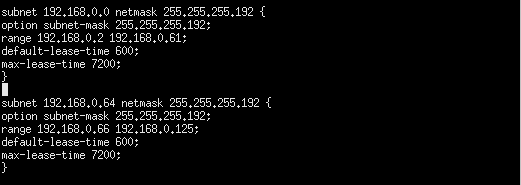 subnet 192.168.0.0 netmask 255.255.255.192 {
option subnet-mask 255.255.255.192;
range 192.168.0.2 192.168.0.61;
default-lease-time 600;
max-lease-time 7200;
}
subnet 192.168.0.64 netmask 255.255.255.192 {
option subnet-mask 255.255.255.192;
range 192.168.0.66 192.168.0.125;
default-lease-time 600;
max-lease-time 7200;
}